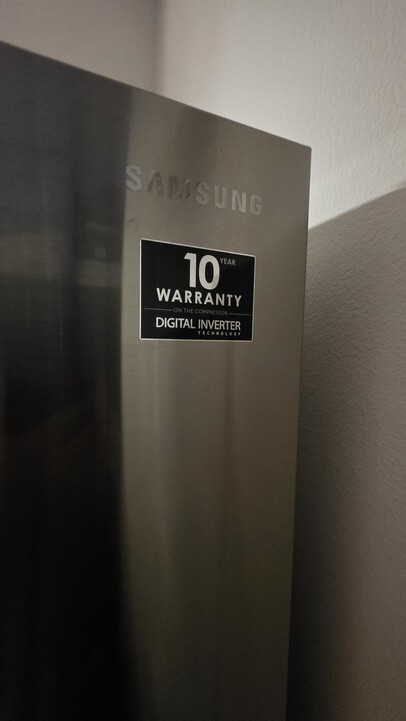 SAMSUNG
10 YEAR
WARRANTY
ON THE COMPRESSOR
DIGITAL INVERTER
TECHNOLOGY